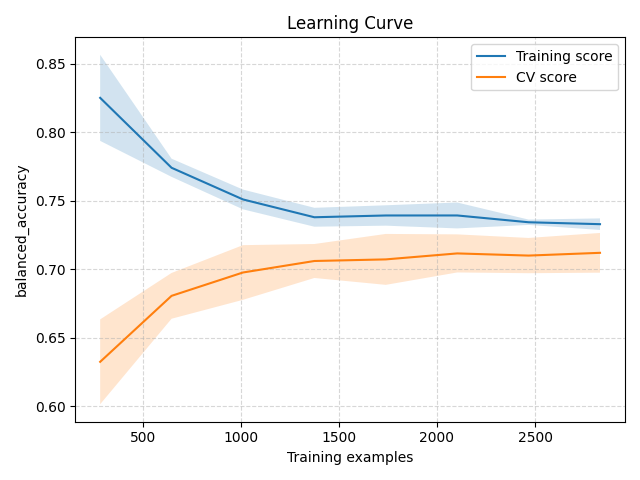 Learning Curve
Training score
CV score
0.85
0.80
0.75
0.70
0.65
0.60
balanced_accuracy
500
1000
1500
2000
2500
Training examples